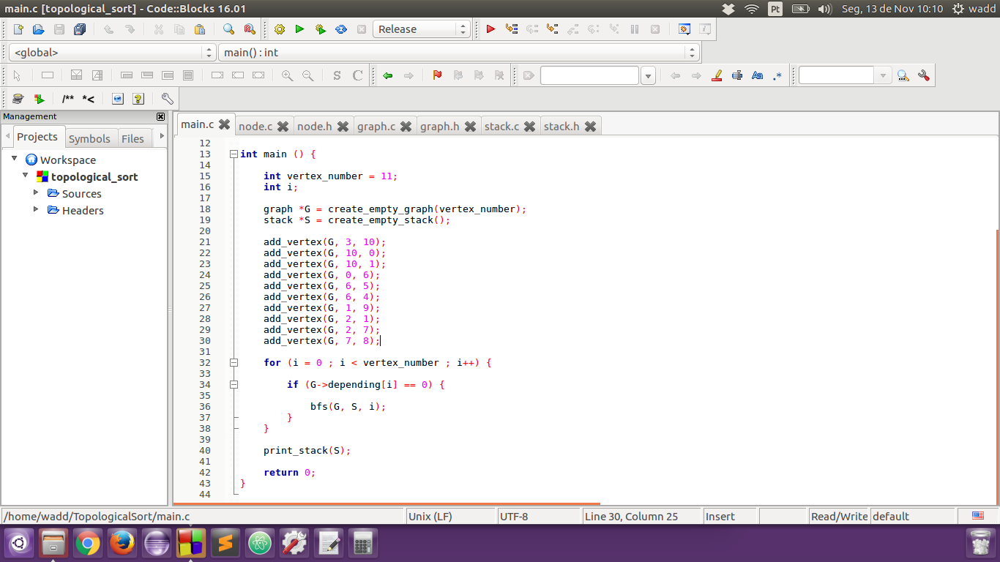 main.c [topological_sort] - Code::Blocks 16.01
Pt
Seg, 13 de Nov 10:10
wadd
Release
<global>
main() : int
S C
Aa .*
/** *<
Management
Projects
Symbols
Files
Workspace
topological_sort
Sources
Headers
main.c
node.c
node.h
graph.c
graph.h
stack.c
stack.h
12
13 int main () {
14
15 int vertex_number = 11;
16 int i;
17
18 graph *G = create_empty_graph(vertex_number);
19 stack *S = create_empty_stack();
20
21 add_vertex(G, 3, 10);
22 add_vertex(G, 10, 0);
23 add_vertex(G, 10, 1);
24 add_vertex(G, 0, 6);
25 add_vertex(G, 6, 5);
26 add_vertex(G, 6, 4);
27 add_vertex(G, 1, 9);
28 add_vertex(G, 2, 1);
29 add_vertex(G, 2, 7);
30 add_vertex(G, 7, 8);
31
32 for (i = 0 ; i < vertex_number ; i++) {
33
34 if (G->depending[i] == 0) {
35
36 bfs(G, S, i);
37 }
38 }
39
40 print_stack(S);
41
42 return 0;
43 }
44
/home/wadd/TopologicalSort/main.c
Unix (LF)
UTF-8
Line 30, Column 25
Insert
Read/Write
default